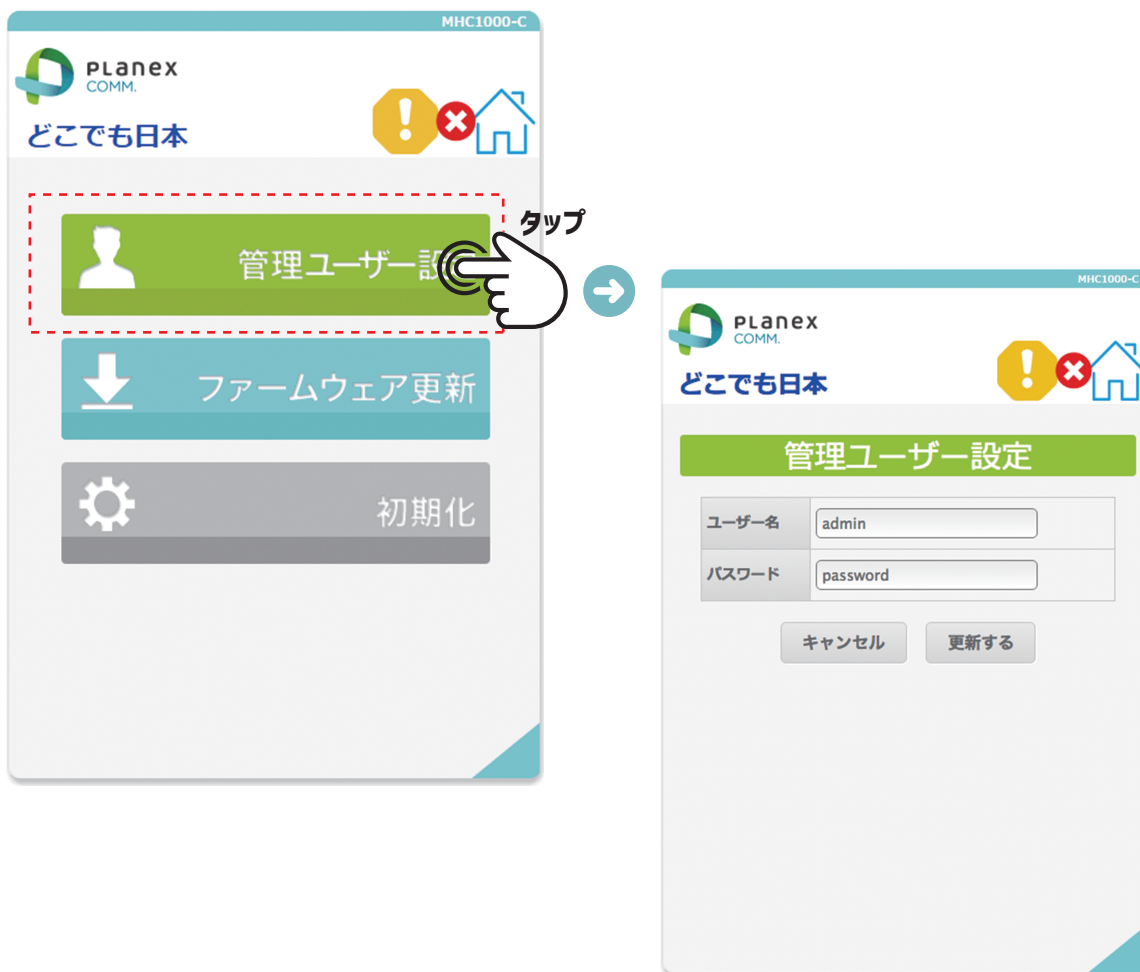 MHC1000-C
PLanex
COMM.
どこでも日本
管理ユーザー設
タップ
ファームウェア更新
初期化
MHC1000-C
PLanex
COMM.
どこでも日本
管理ユーザー設定
ユーザー名 admin
パスワード password
キャンセル 更新する